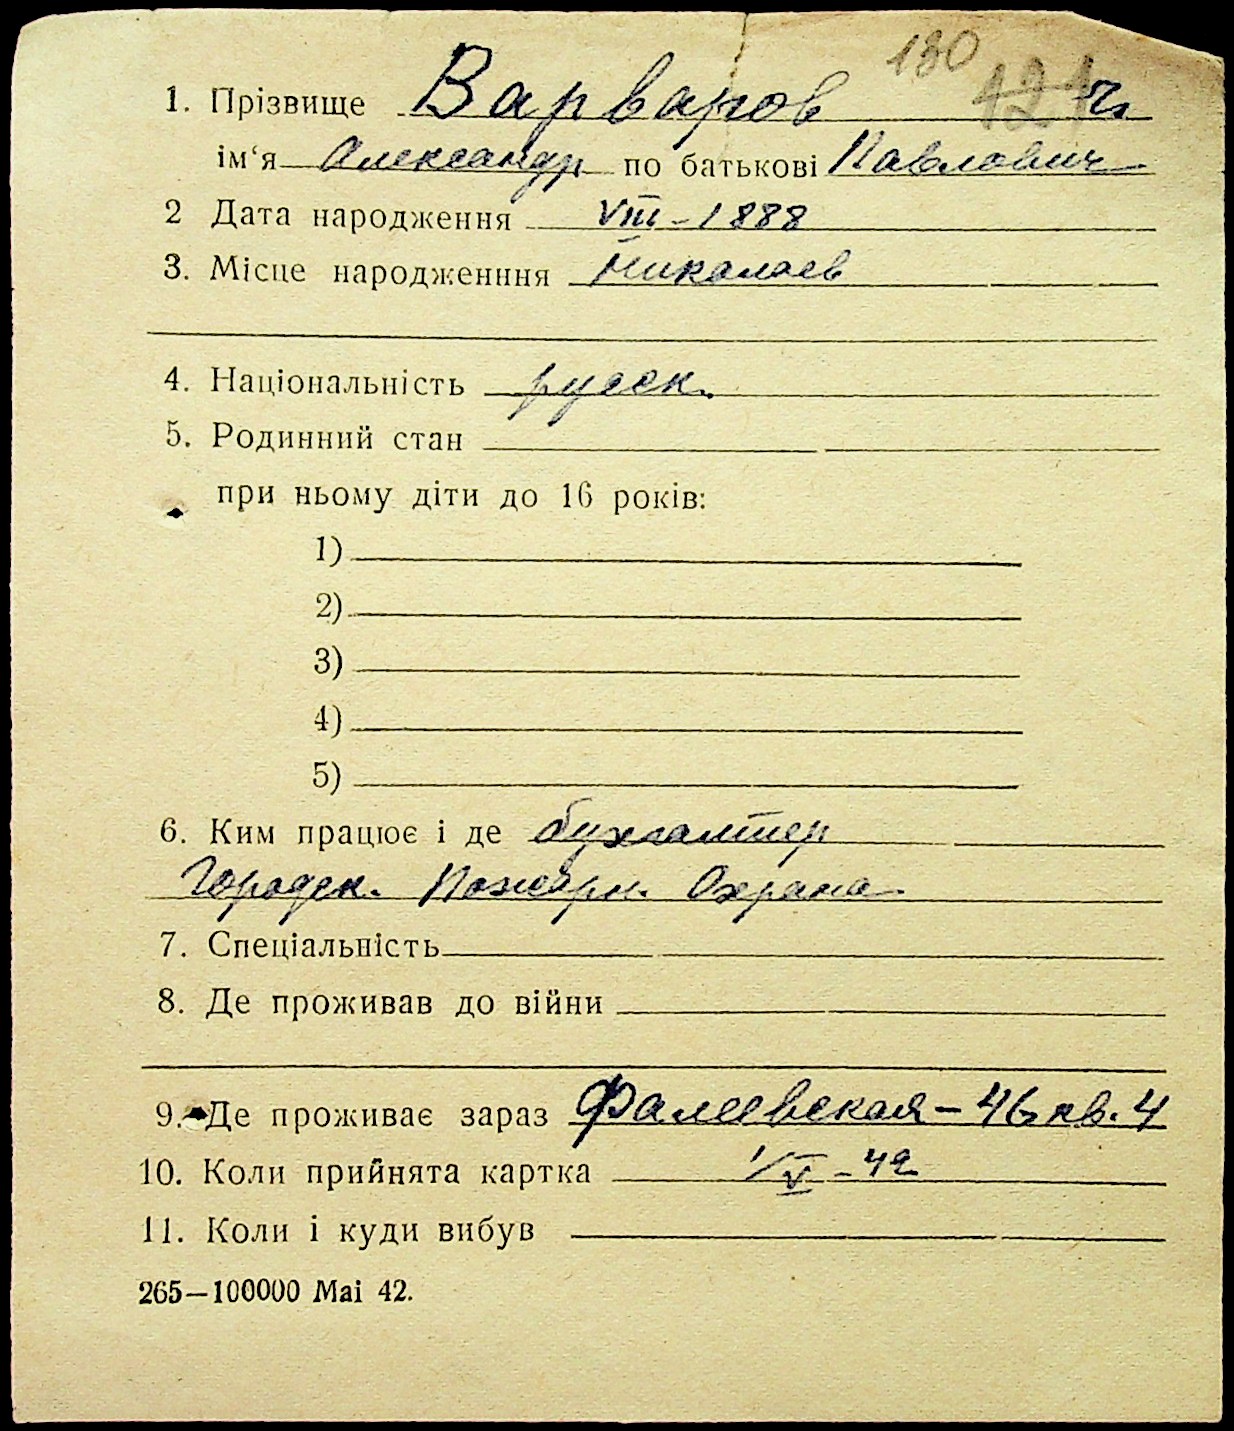 180 121
1. Прізвище Варваров ч.
ім‘я Александр по батькові Павлович
2 Дата народження VIII - 1888
3. Місце народженння Николаев
4. Національність русск.
5. Родинний стан
при ньому діти до 16 років:
1)
2)
3)
4)
5)
6. Ким працює і де бухгалтер
Городск. Пожарн. Охрана
7. Спеціальність
8. Де проживав до війни
9. Де проживає зараз Фалеевская - 46 кв. 4
10. Коли прийнята картка 1/V - 42
11. Коли і куди вибув
265—100000 Mai 42.